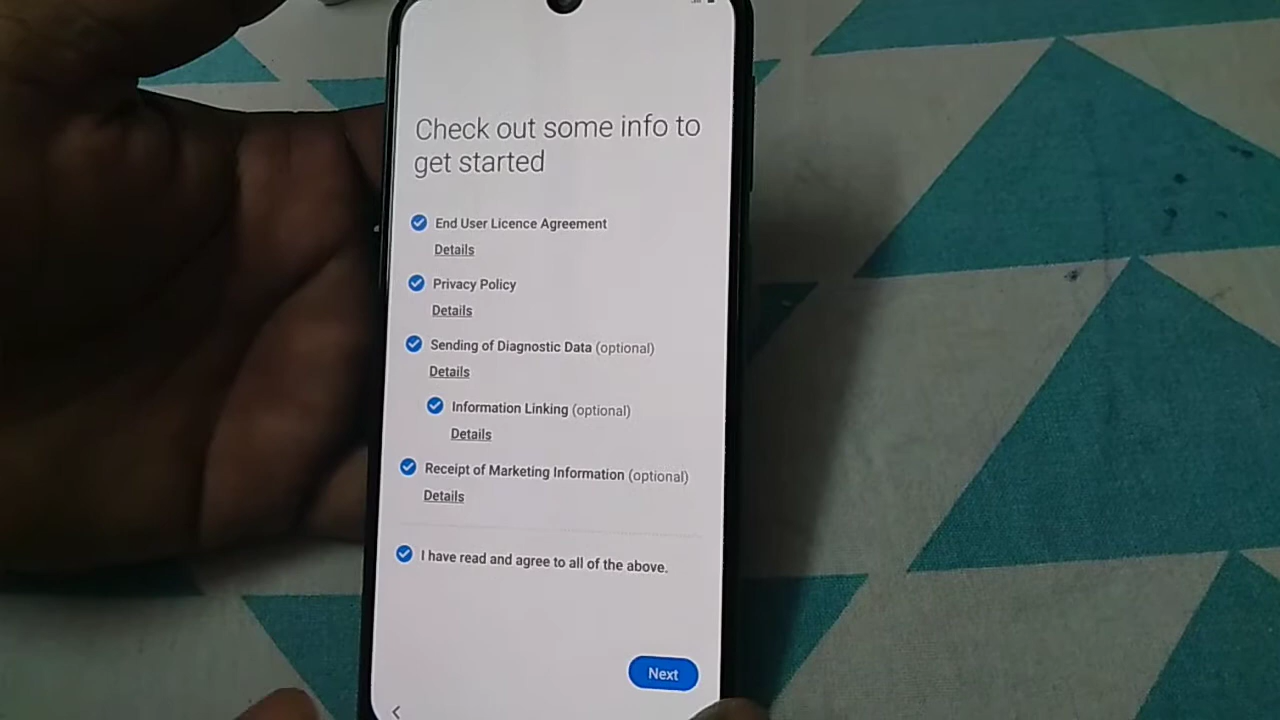 Check out some info to
get started
End User Licence Agreement
Details
Privacy Policy
Details
Sending of Diagnostic Data (optional)
Details
Information Linking (optional)
Details
Receipt of Marketing Information (optional)
Details
I have read and agree to all of the above.
Next